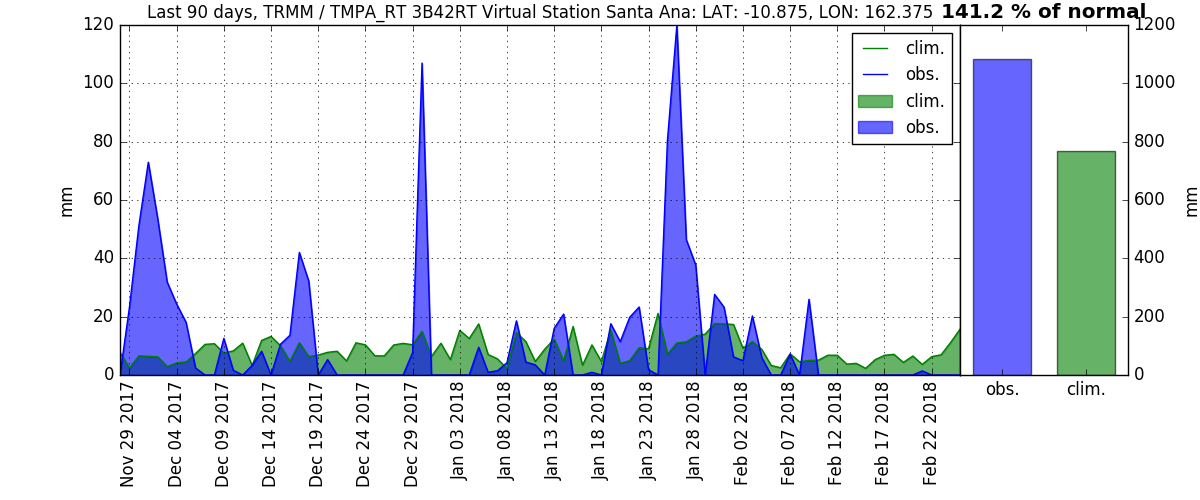 Last 90 days, TRMM / TMPA_RT 3B42RT Virtual Station Santa Ana: LAT: -10.875, LON: 162.375 141.2 % of normal
120
100
80
60
40
20
0
mm
clim.
obs.
clim.
obs.
Nov 29 2017
Dec 04 2017
Dec 09 2017
Dec 14 2017
Dec 19 2017
Dec 24 2017
Dec 29 2017
Jan 03 2018
Jan 08 2018
Jan 13 2018
Jan 18 2018
Jan 23 2018
Jan 28 2018
Feb 02 2018
Feb 07 2018
Feb 12 2018
Feb 17 2018
Feb 22 2018
1200
1000
800
600
400
200
0
mm
obs.
clim.